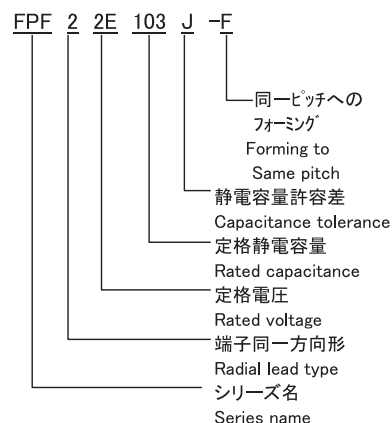 FPF 2 2E 103 J -F
同一ピッチへの
フォーミング
Forming to
Same pitch
静電容量許容差
Capacitance tolerance
定格静電容量
Rated capacitance
定格電圧
Rated voltage
端子同一方向形
Radial lead type
シリーズ名
Series name